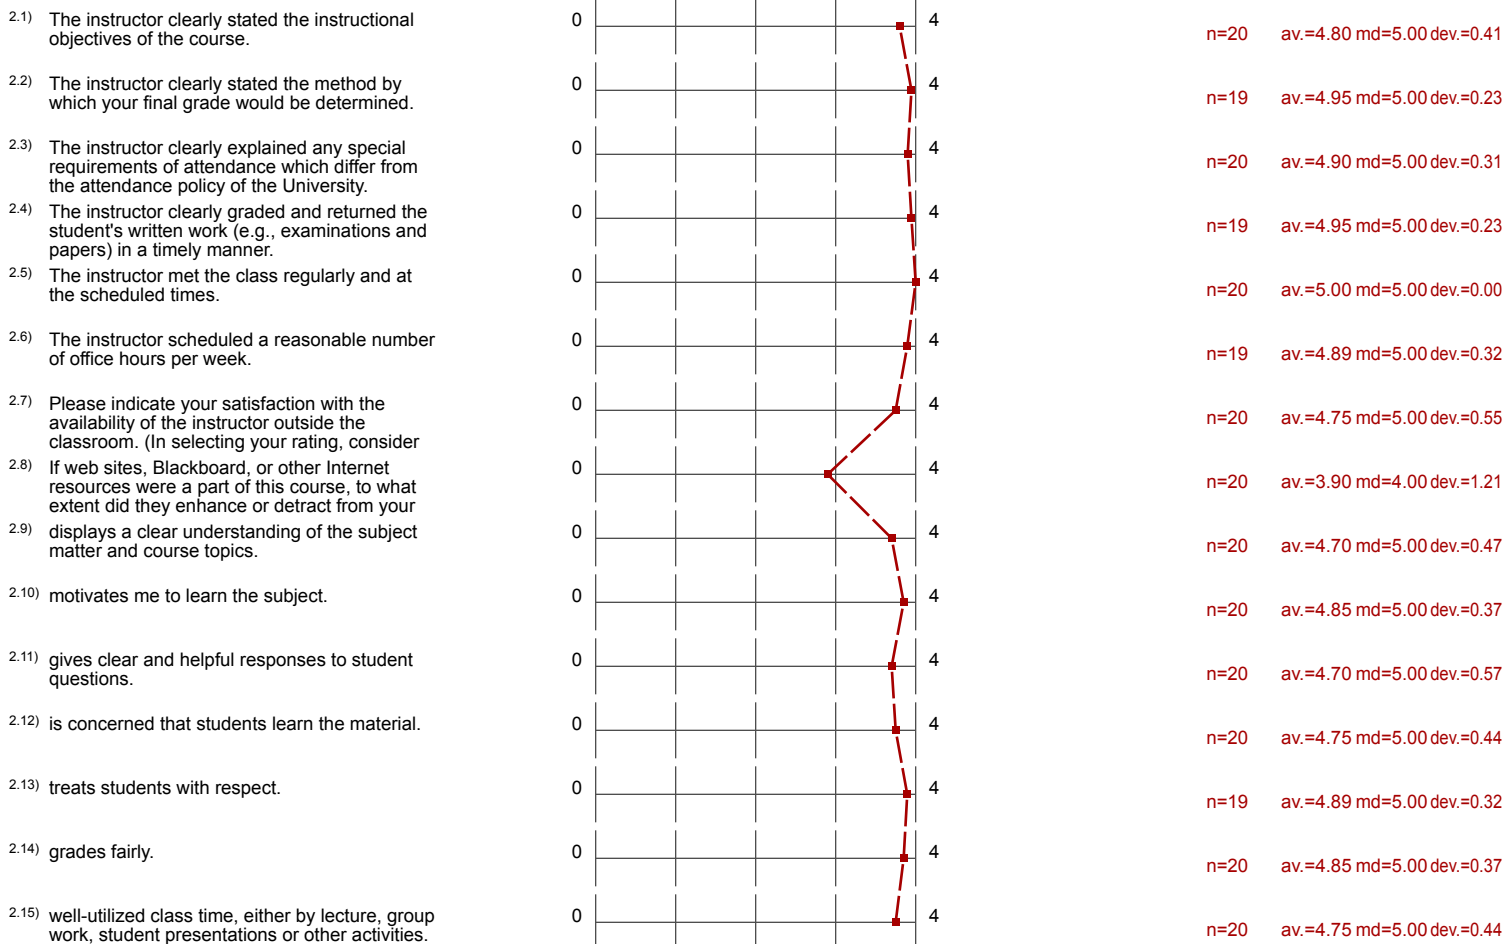 2.1) The instructor clearly stated the instructional
objectives of the course.
0 4
n=20 av.=4.80 md=5.00 dev.=0.41
2.2) The instructor clearly stated the method by
which your final grade would be determined.
0 4
n=19 av.=4.95 md=5.00 dev.=0.23
2.3) The instructor clearly explained any special
requirements of attendance which differ from
the attendance policy of the University.
0 4
n=20 av.=4.90 md=5.00 dev.=0.31
2.4) The instructor clearly graded and returned the
student's written work (e.g., examinations and
papers) in a timely manner.
0 4
n=19 av.=4.95 md=5.00 dev.=0.23
2.5) The instructor met the class regularly and at
the scheduled times.
0 4
n=20 av.=5.00 md=5.00 dev.=0.00
2.6) The instructor scheduled a reasonable number
of office hours per week.
0 4
n=19 av.=4.89 md=5.00 dev.=0.32
2.7) Please indicate your satisfaction with the
availability of the instructor outside the
classroom. (In selecting your rating, consider
0 4
n=20 av.=4.75 md=5.00 dev.=0.55
2.8) If web sites, Blackboard, or other Internet
resources were a part of this course, to what
extent did they enhance or detract from your
0 4
n=20 av.=3.90 md=4.00 dev.=1.21
2.9) displays a clear understanding of the subject
matter and course topics.
0 4
n=20 av.=4.70 md=5.00 dev.=0.47
2.10) motivates me to learn the subject.
0 4
n=20 av.=4.85 md=5.00 dev.=0.37
2.11) gives clear and helpful responses to student
questions.
0 4
n=20 av.=4.70 md=5.00 dev.=0.57
2.12) is concerned that students learn the material.
0 4
n=20 av.=4.75 md=5.00 dev.=0.44
2.13) treats students with respect.
0 4
n=19 av.=4.89 md=5.00 dev.=0.32
2.14) grades fairly.
0 4
n=20 av.=4.85 md=5.00 dev.=0.37
2.15) well-utilized class time, either by lecture, group
work, student presentations or other activities.
0 4
n=20 av.=4.75 md=5.00 dev.=0.44